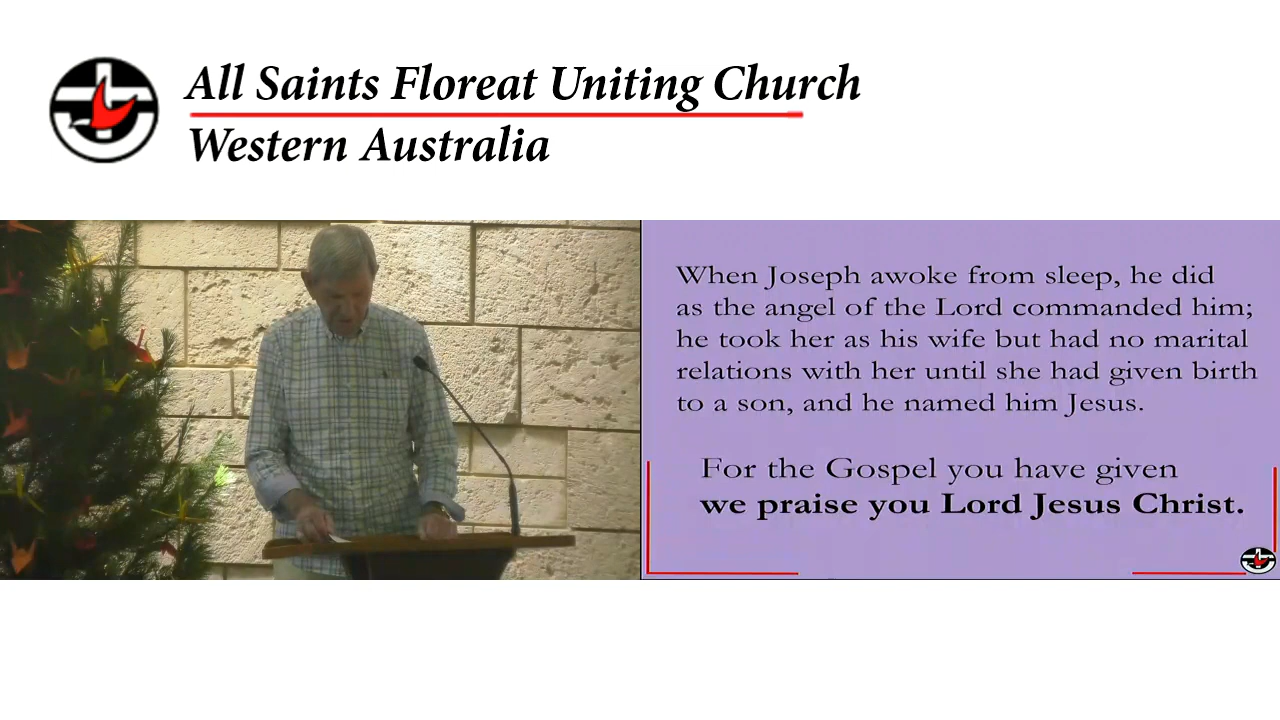 All Saints Floreat Uniting Church
Western Australia
When Joseph awoke from sleep, he did
as the angel of the Lord commanded him;
he took her as his wife but had no marital
relations with her until she had given birth
to a son, and he named him Jesus.
For the Gospel you have given
we praise you Lord Jesus Christ.